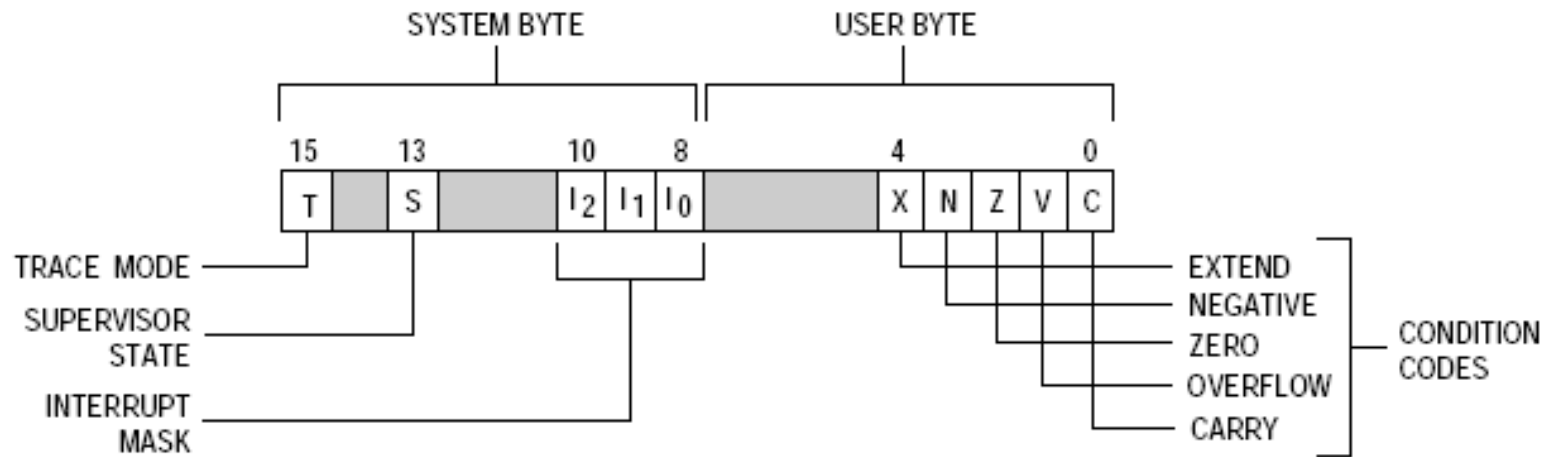 SYSTEM BYTE USER BYTE
15 13 10 8 4 0
T S I2 I1 I0 X N Z V C
TRACE MODE
SUPERVISOR
STATE
INTERRUPT
MASK
EXTEND
NEGATIVE
ZERO
OVERFLOW
CARRY
CONDITION
CODES